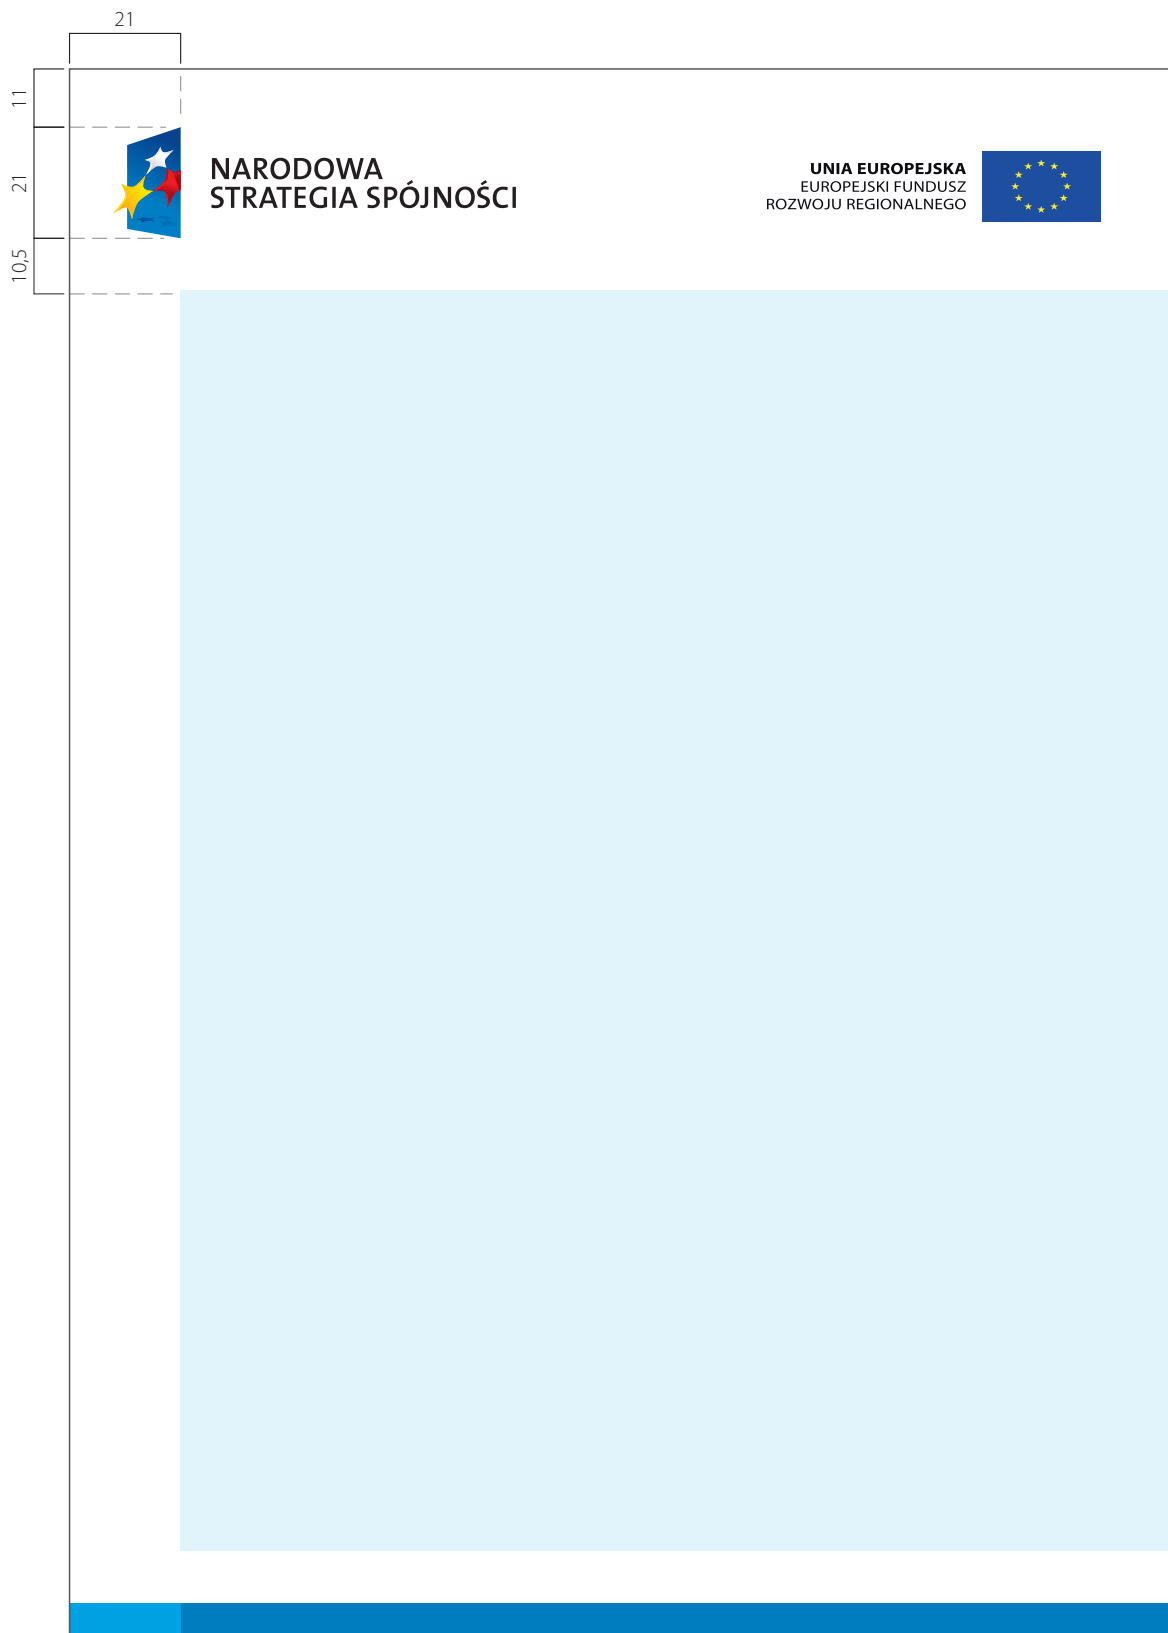 21
11
21
10,5
NARODOWA
STRATEGIA SPÓJNOŚCI
UNIA EUROPEJSKA
EUROPEJSKI FUNDUSZ
ROZWOJU REGIONALNEGO